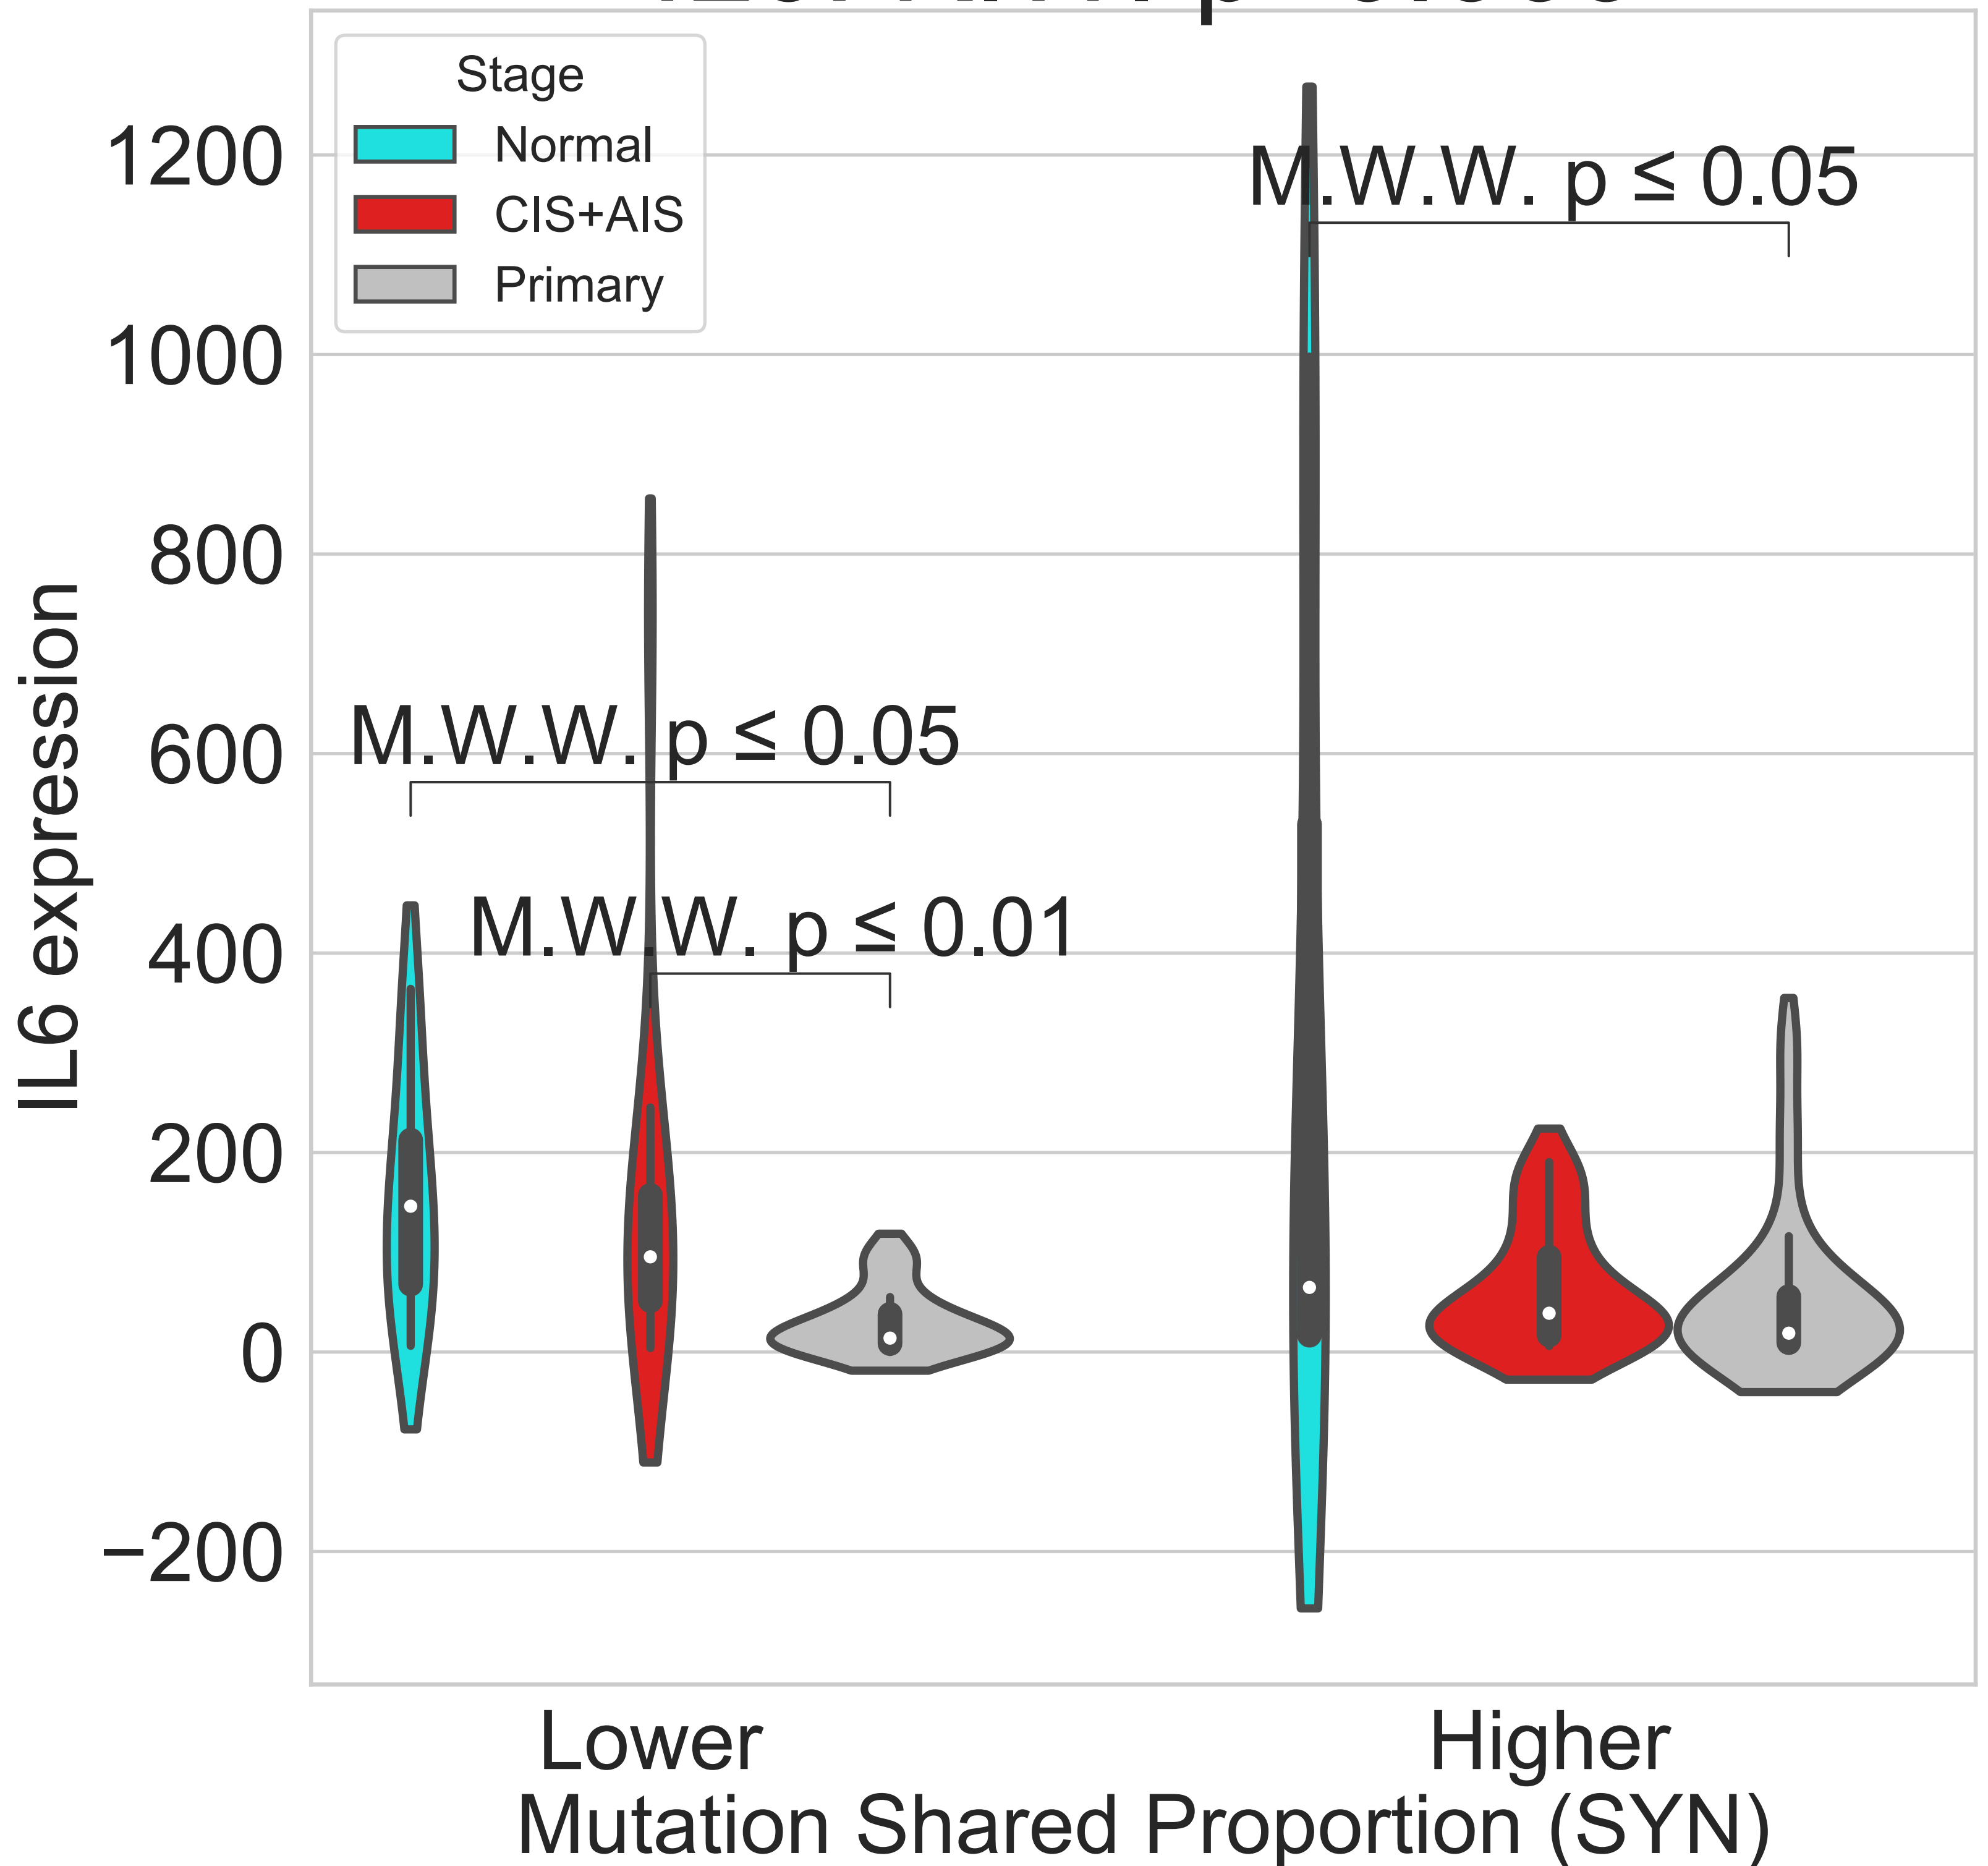 Stage
Normal
CIS+AIS
Primary
1200
1000
800
600
400
200
0
−200
IL6 expression
M.W.W. p ≤ 0.05
M.W.W. p ≤ 0.05
M.W.W. p ≤ 0.01
Lower
Higher
Mutation Shared Proportion (SYN)